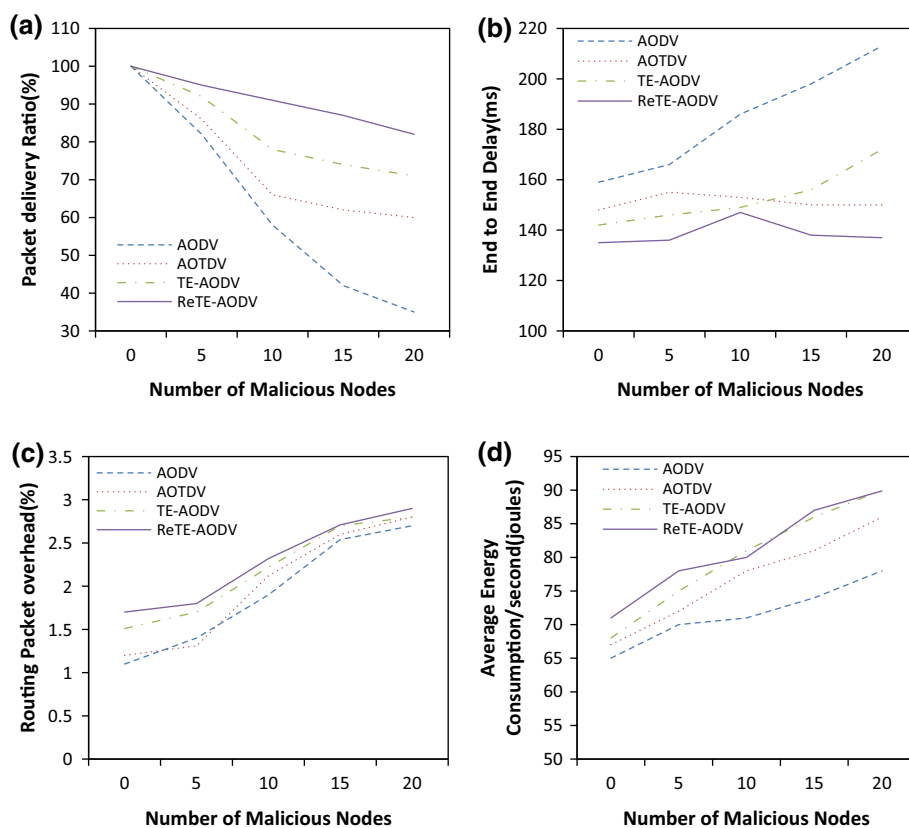 (a)
110
100
90
80
70
60
50
40
30
Packet delivery Ratio(%)
AODV
AOTDV
TE-AODV
ReTE-AODV
0 5 10 15 20
Number of Malicious Nodes
(b)
220
200
180
160
140
120
100
End to End Delay(ms)
AODV
AOTDV
TE-AODV
ReTE-AODV
0 5 10 15 20
Number of Malicious Nodes
(c)
3.5
3
2.5
2
1.5
1
0.5
0
Routing Packet overhead(%)
AODV
AOTDV
TE-AODV
ReTE-AODV
0 5 10 15 20
Number of Malicious Nodes
(d)
95
90
85
80
75
70
65
60
55
50
Average Energy
Consumption/second(joules)
AODV
AOTDV
TE-AODV
ReTE-AODV
0 5 10 15 20
Number of Malicious Nodes